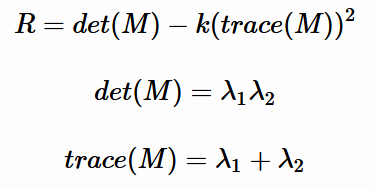 R = det(M) − k(trace(M))²
det(M) = λ₁λ₂
trace(M) = λ₁ + λ₂